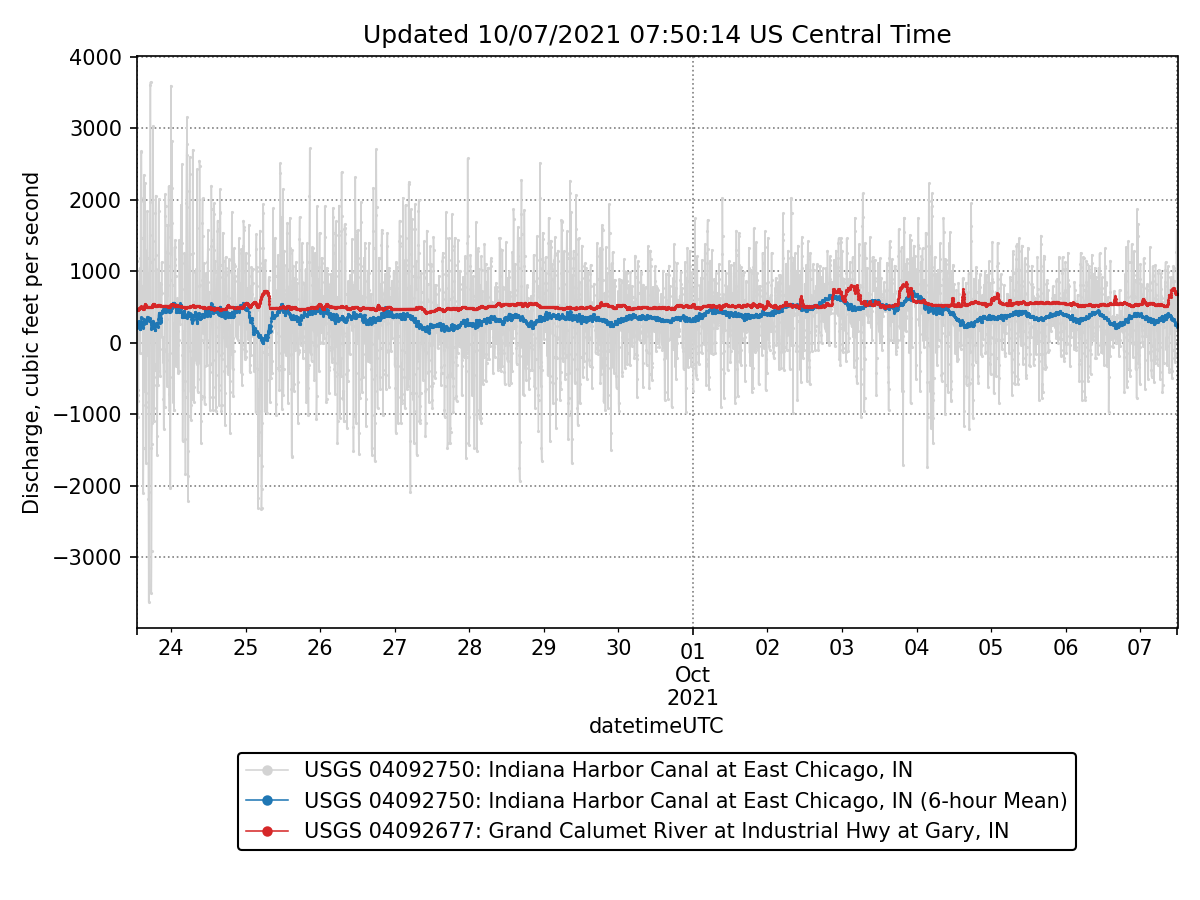 Updated 10/07/2021 07:50:14 US Central Time
Discharge, cubic feet per second
4000
3000
2000
1000
0
−1000
−2000
−3000
24 25 26 27 28 29 30 01 02 03 04 05 06 07
Oct
2021
datetimeUTC
USGS 04092750: Indiana Harbor Canal at East Chicago, IN
USGS 04092750: Indiana Harbor Canal at East Chicago, IN (6-hour Mean)
USGS 04092677: Grand Calumet River at Industrial Hwy at Gary, IN